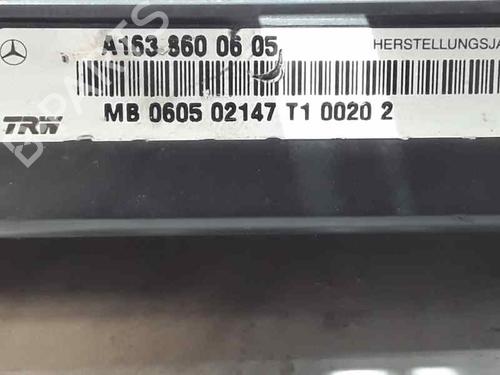 A163 860 06 05
HERSTELLUNGSJA
MB 0605 02147 T1 0020 2
TRW